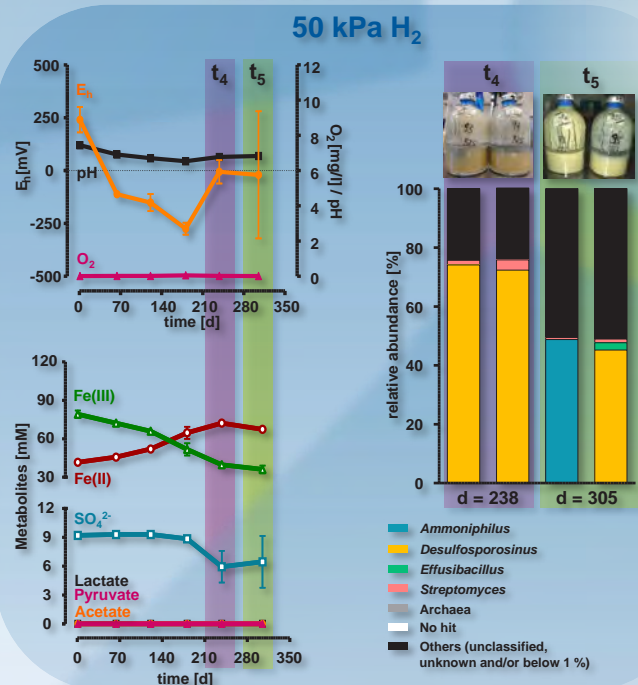 50 kPa H2
500
250
0
-250
-500
Eh [mV]
Eh
pH
O2
t4
t5
12
10
8
6
4
2
0
O2 [mg/l] / pH
0 70 140 210 280 350
time [d]
120
90
60
30
Metabolites [mM]
Fe(III)
Fe(II)
12
9
6
3
0
SO4 2-
Lactate
Pyruvate
Acetate
0 70 140 210 280 350
time [d]
t4
t5
100
80
60
40
20
0
relative abundance [%]
d = 238 d = 305
Ammoniphilus
Desulfosporosinus
Effusibacillus
Streptomyces
Archaea
No hit
Others (unclassified,
unknown and/or below 1 %)